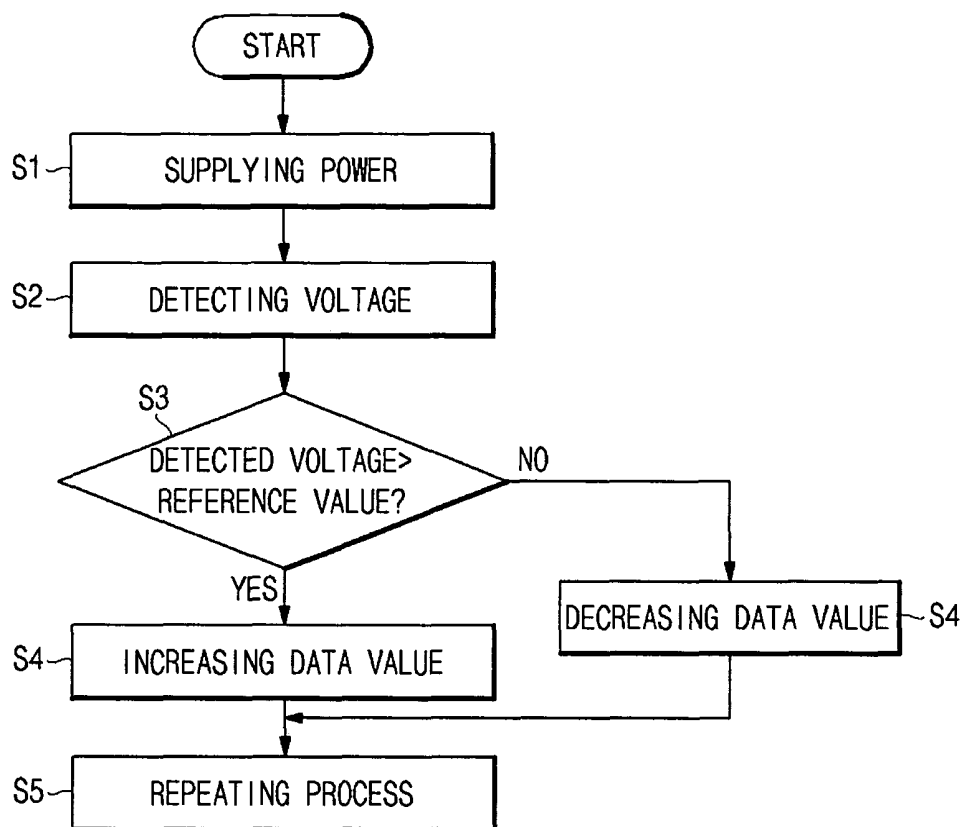 START
S1
SUPPLYING POWER
S2
DETECTING VOLTAGE
S3
DETECTED VOLTAGE>
REFERENCE VALUE?
NO
YES
S4
INCREASING DATA VALUE
DECREASING DATA VALUE
S4
S5
REPEATING PROCESS